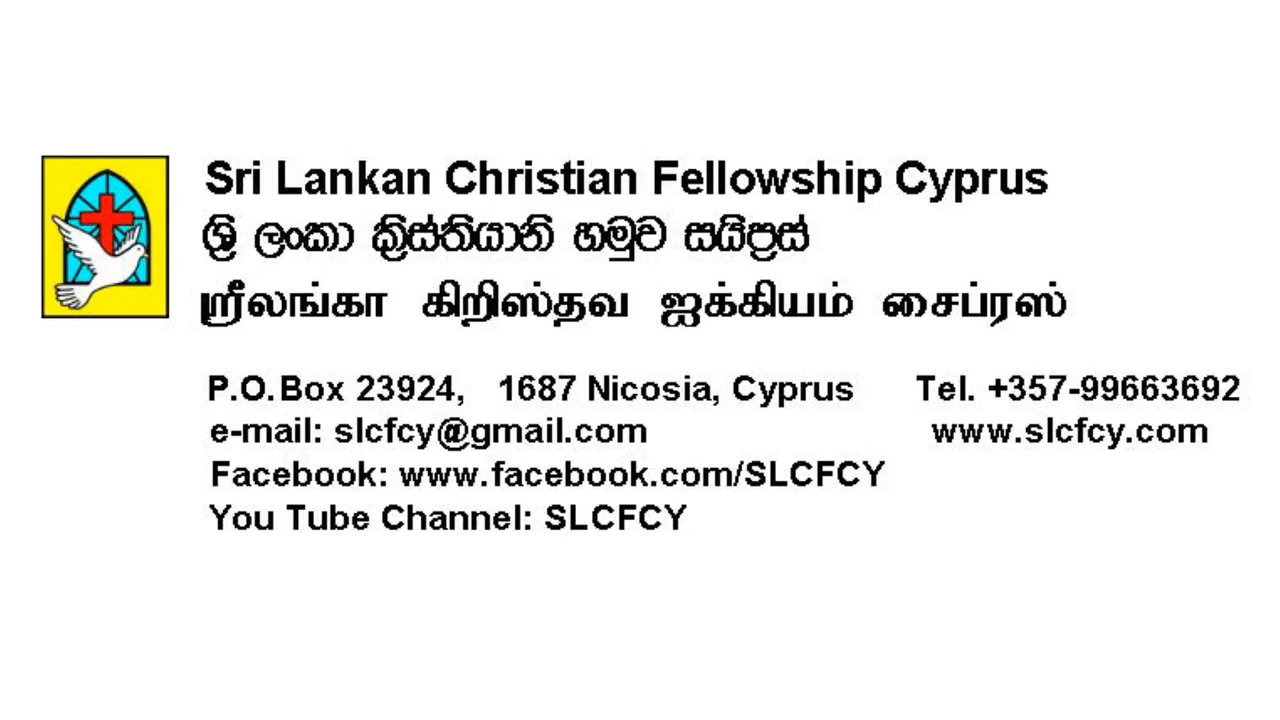 Sri Lankan Christian Fellowship Cyprus
ශ්‍රී ලංකා ක්‍රිස්තියානි හමුව සයිප්‍රස්
ஸ்ரீலங்கா கிறிஸ்தவ ஐக்கியம் சைப்ரஸ்
P.O.Box 23924, 1687 Nicosia, Cyprus Tel. +357-99663692
e-mail: slcfcy@gmail.com www.slcfcy.com
Facebook: www.facebook.com/SLCFCY
You Tube Channel: SLCFCY